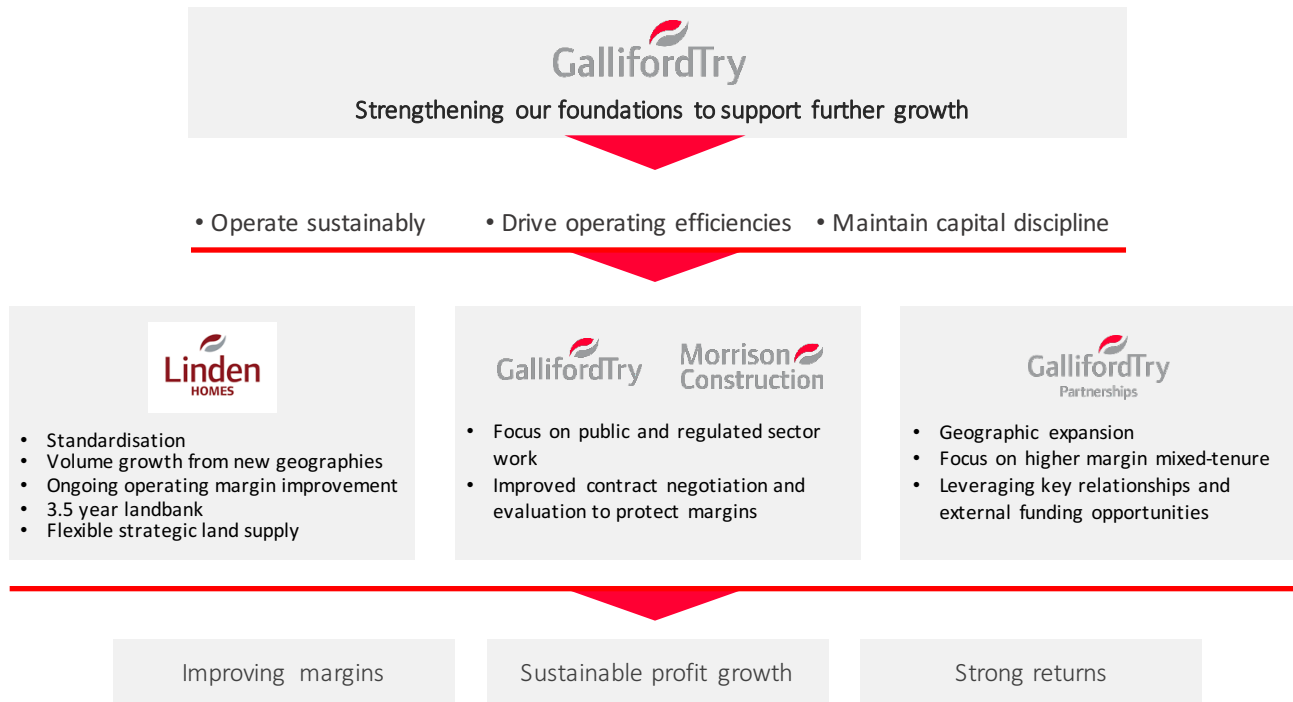 GallifordTry
Strengthening our foundations to support further growth
• Operate sustainably • Drive operating efficiencies • Maintain capital discipline
Linden
HOMES
• Standardisation
• Volume growth from new geographies
• Ongoing operating margin improvement
• 3.5 year landbank
• Flexible strategic land supply
GallifordTry
Morrison
Construction
• Focus on public and regulated sector
work
• Improved contract negotiation and
evaluation to protect margins
GallifordTry
Partnerships
• Geographic expansion
• Focus on higher margin mixed-tenure
• Leveraging key relationships and
external funding opportunities
Improving margins
Sustainable profit growth
Strong returns